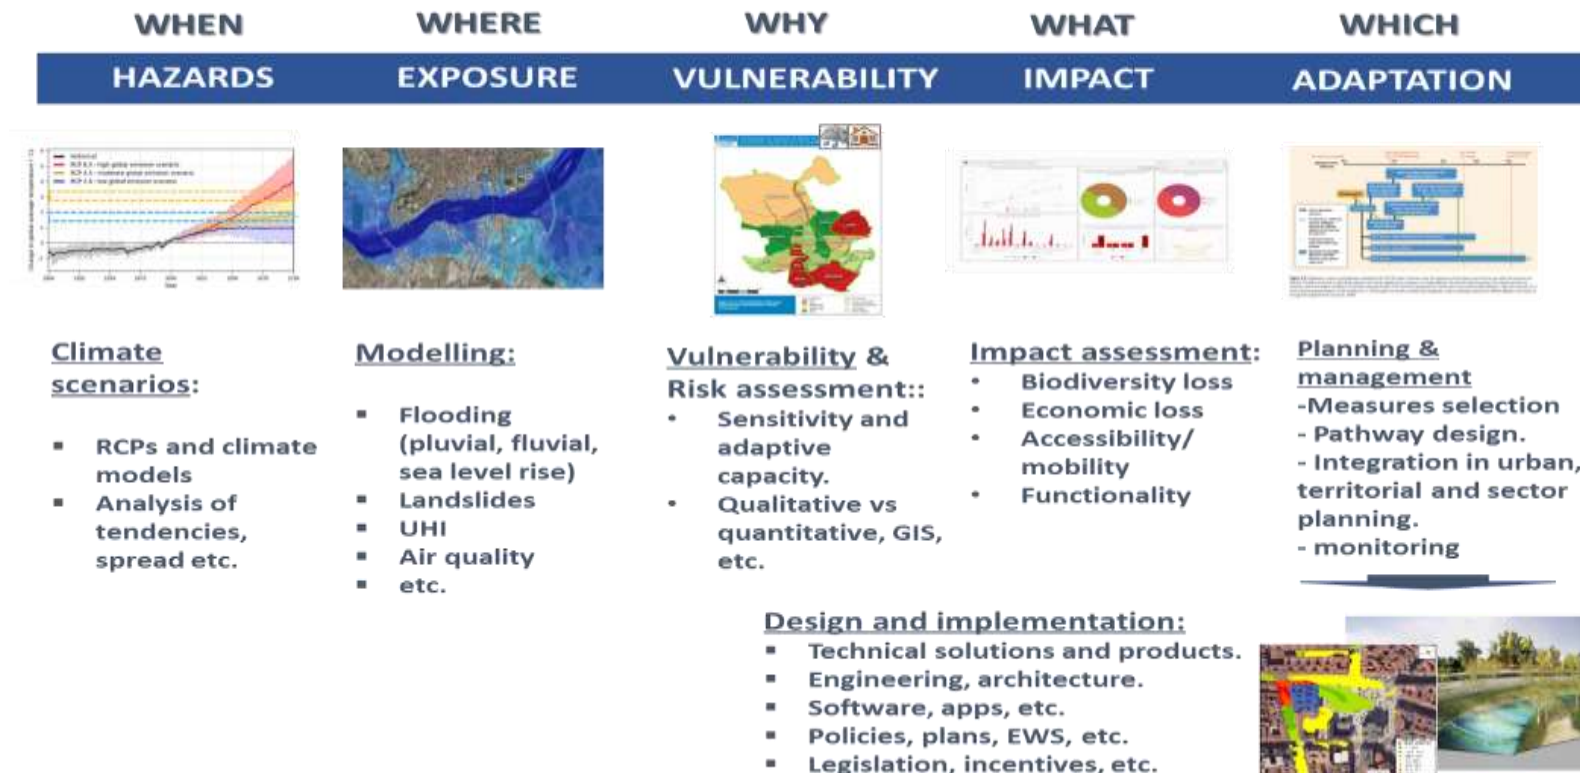 WHEN
WHERE
WHY
WHAT
WHICH
HAZARDS
EXPOSURE
VULNERABILITY
IMPACT
ADAPTATION
Climate
scenarios:
▪ RCPs and climate
models
▪ Analysis of
tendencies,
spread etc.
Modelling:
▪ Flooding
(pluvial, fluvial,
sea level rise)
▪ Landslides
▪ UHI
▪ Air quality
▪ etc.
Vulnerability &
Risk assessment::
• Sensitivity and
adaptive
capacity.
• Qualitative vs
quantitative, GIS,
etc.
Impact assessment:
• Biodiversity loss
• Economic loss
• Accessibility/
mobility
• Functionality
Planning &
management
-Measures selection
- Pathway design.
- Integration in urban,
territorial and sector
planning.
- monitoring
Design and implementation:
▪ Technical solutions and products.
▪ Engineering, architecture.
▪ Software, apps, etc.
▪ Policies, plans, EWS, etc.
▪ Legislation, incentives, etc.